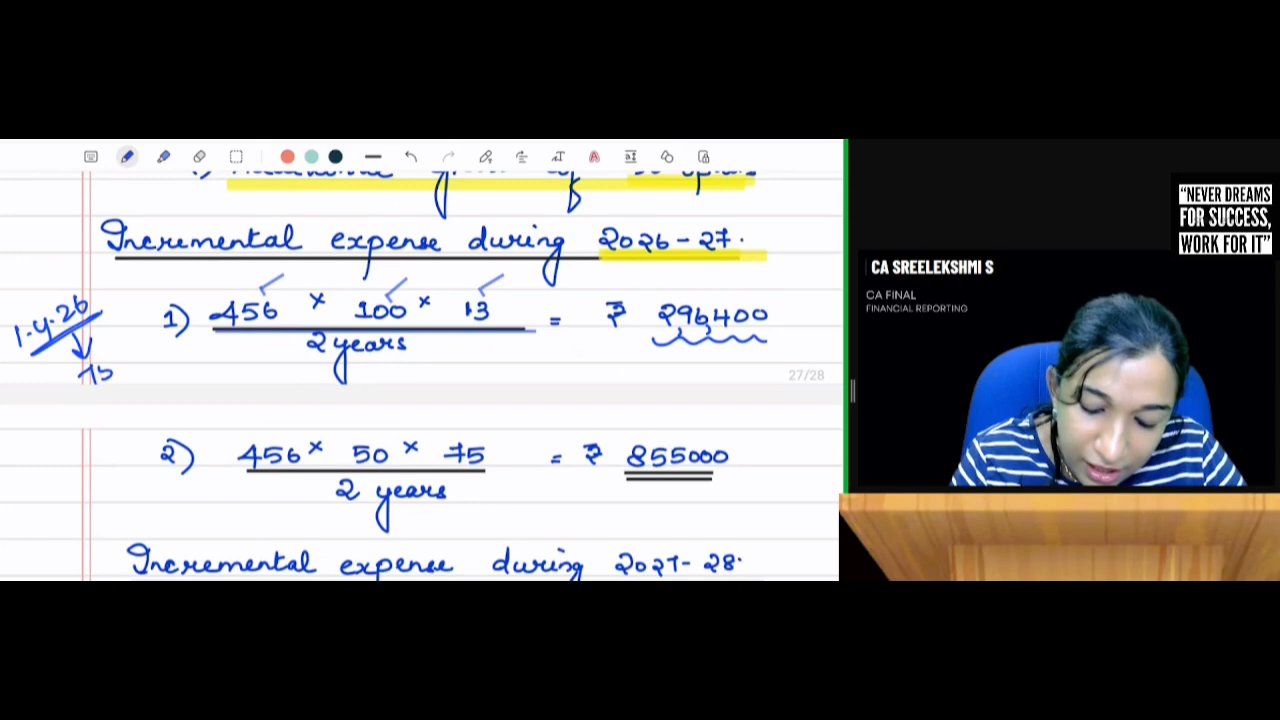 Incremental expense during 2026-27.
1.4.26
75
1) 456 × 100 × 13 = ₹ 296400
2 years
27/28
2) 456 × 50 × 75 = ₹ 855000
2 years
Incremental expense during 2027-28.
“NEVER DREAMS
FOR SUCCESS,
WORK FOR IT”
CA SREELEKSHMI S
CA FINAL
FINANCIAL REPORTING